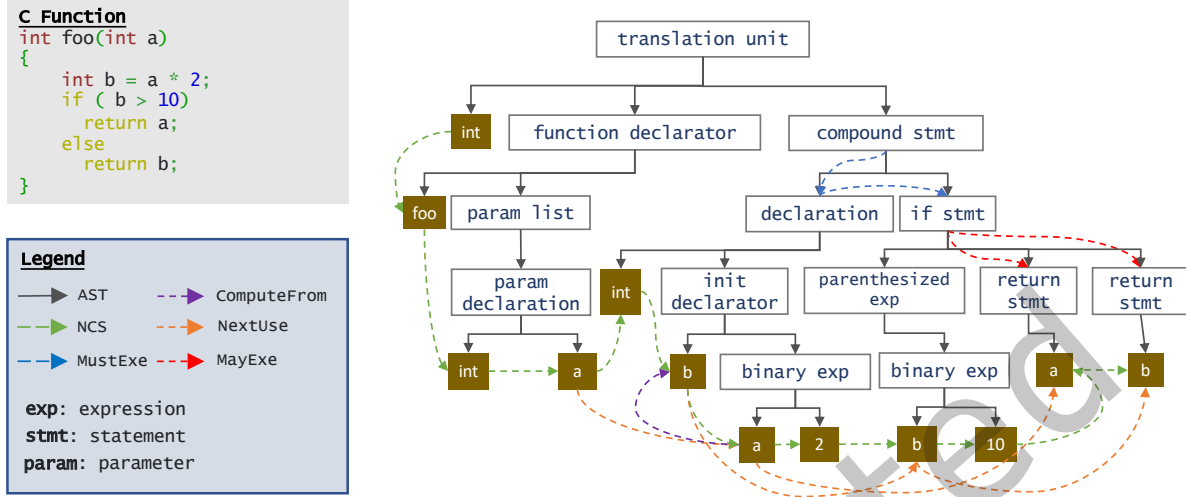 C Function
int foo(int a)
{
int b = a * 2;
if ( b > 10)
return a;
else
return b;
}
Legend
AST
ComputeFrom
NCS
NextUse
MustExe
MayExe
exp: expression
stmt: statement
param: parameter
translation unit
int
function declarator
compound stmt
foo
param list
declaration
if stmt
param
declaration
int
init
declarator
parenthesized
exp
return
stmt
return
stmt
int
a
b
binary exp
binary exp
a
b
a
2
b
10